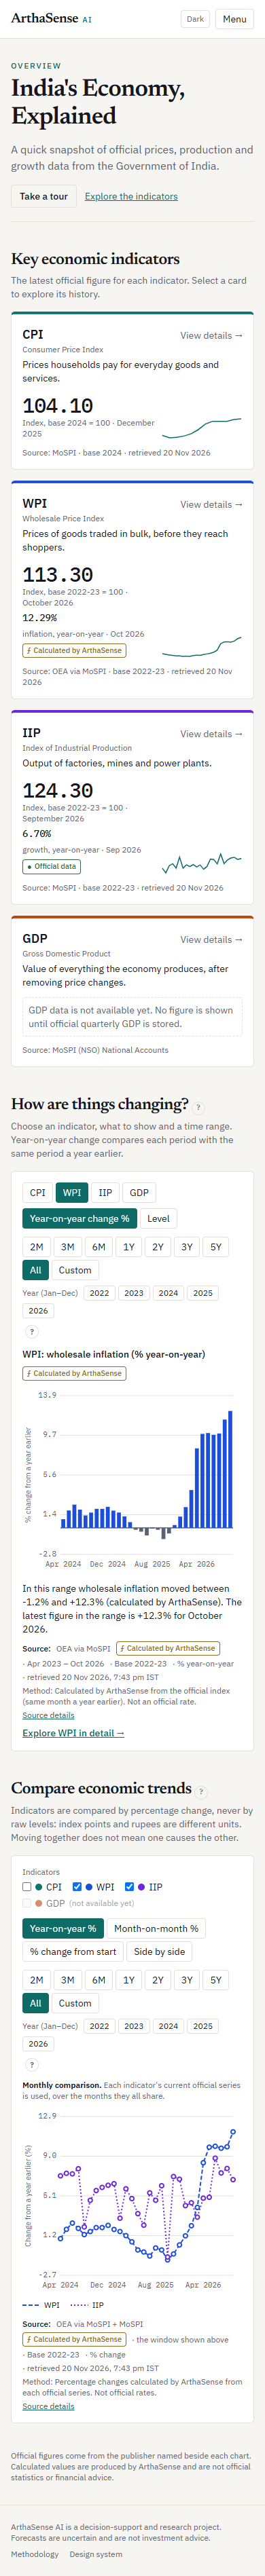 ArthaSense AI
Dark
Menu
OVERVIEW
India's Economy,
Explained
A quick snapshot of official prices, production and
growth data from the Government of India.
Take a tour
Explore the indicators
Key economic indicators
The latest official figure for each indicator. Select a card
to explore its history.
CPI
View details →
Consumer Price Index
Prices households pay for everyday goods and
services.
104.10
Index, base 2024 = 100 · December
2025
Source: MoSPI · base 2024 · retrieved 20 Nov 2026
WPI
View details →
Wholesale Price Index
Prices of goods traded in bulk, before they reach
shoppers.
113.30
Index, base 2022-23 = 100 ·
October 2026
12.29%
inflation, year-on-year · Oct 2026
⨍ Calculated by ArthaSense
Source: OEA via MoSPI · base 2022-23 · retrieved 20 Nov
2026
IIP
View details →
Index of Industrial Production
Output of factories, mines and power plants.
124.30
Index, base 2022-23 = 100 ·
September 2026
6.70%
growth, year-on-year · Sep 2026
● Official data
Source: MoSPI · base 2022-23 · retrieved 20 Nov 2026
GDP
View details →
Gross Domestic Product
Value of everything the economy produces, after
removing price changes.
GDP data is not available yet. No figure is shown
until official quarterly GDP is stored.
Source: MoSPI (NSO) National Accounts
How are things changing? ?
Choose an indicator, what to show and a time range.
Year-on-year change compares each period with the
same period a year earlier.
CPI WPI IIP GDP
Year-on-year change % Level
2M 3M 6M 1Y 2Y 3Y 5Y
All Custom
Year (Jan–Dec) 2022 2023 2024 2025
2026
?
WPI: wholesale inflation (% year-on-year)
⨍ Calculated by ArthaSense
13.9
9.7
5.6
1.4
-2.8
% change from a year earlier
Apr 2024 Dec 2024 Aug 2025 Apr 2026
In this range wholesale inflation moved between
-1.2% and +12.3% (calculated by ArthaSense). The
latest figure in the range is +12.3% for October
2026.
Source: OEA via MoSPI ⨍ Calculated by ArthaSense
· Apr 2023 – Oct 2026 · Base 2022-23 · % year-on-year
· retrieved 20 Nov 2026, 7:43 pm IST
Method: Calculated by ArthaSense from the official index
(same month a year earlier). Not an official rate.
Source details
Explore WPI in detail →
Compare economic trends ?
Indicators are compared by percentage change, never by
raw levels: index points and rupees are different units.
Moving together does not mean one causes the other.
Indicators
CPI WPI IIP
GDP (not available yet)
Year-on-year % Month-on-month %
% change from start Side by side
2M 3M 6M 1Y 2Y 3Y 5Y
All Custom
Year (Jan–Dec) 2022 2023 2024 2025
2026
?
Monthly comparison. Each indicator's current official series
is used, over the months they all share.
12.9
9.0
5.1
1.2
-2.7
Change from a year earlier (%)
Apr 2024 Dec 2024 Aug 2025 Apr 2026
WPI IIP
Source: OEA via MoSPI + MoSPI
⨍ Calculated by ArthaSense · the window shown above
· Base 2022-23 · % change
· retrieved 20 Nov 2026, 7:43 pm IST
Method: Percentage changes calculated by ArthaSense from
each official series. Not official rates.
Source details
Official figures come from the publisher named beside each chart.
Calculated values are produced by ArthaSense and are not official
statistics or financial advice.
ArthaSense AI is a decision-support and research project.
Forecasts are uncertain and are not investment advice.
Methodology Design system